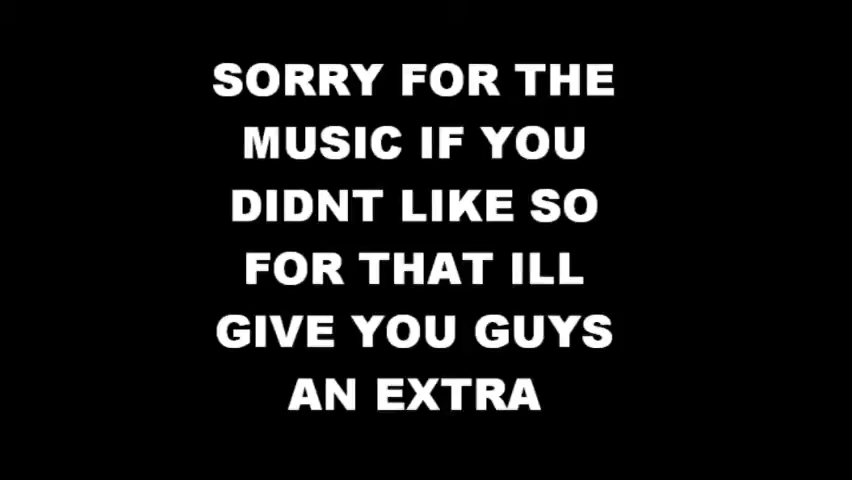 SORRY FOR THE
MUSIC IF YOU
DIDNT LIKE SO
FOR THAT ILL
GIVE YOU GUYS
AN EXTRA